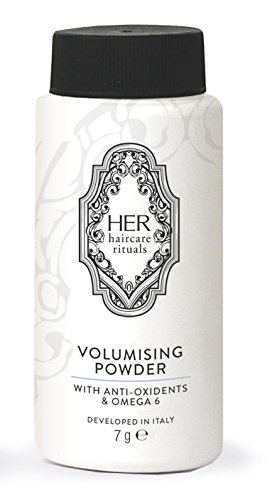 HER
haircare
rituals
VOLUMISING
POWDER
WITH ANTI-OXIDENTS
& OMEGA 6
DEVELOPED IN ITALY
7g ℮